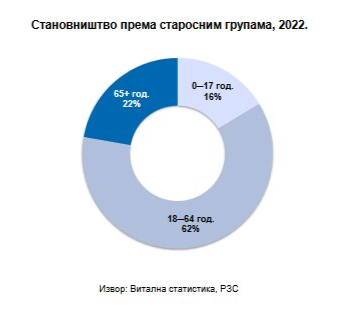 Становништво према старосним групама, 2022.
65+ год.
22%
0–17 год.
16%
18–64 год.
62%
Извор: Витална статистика, РЗС